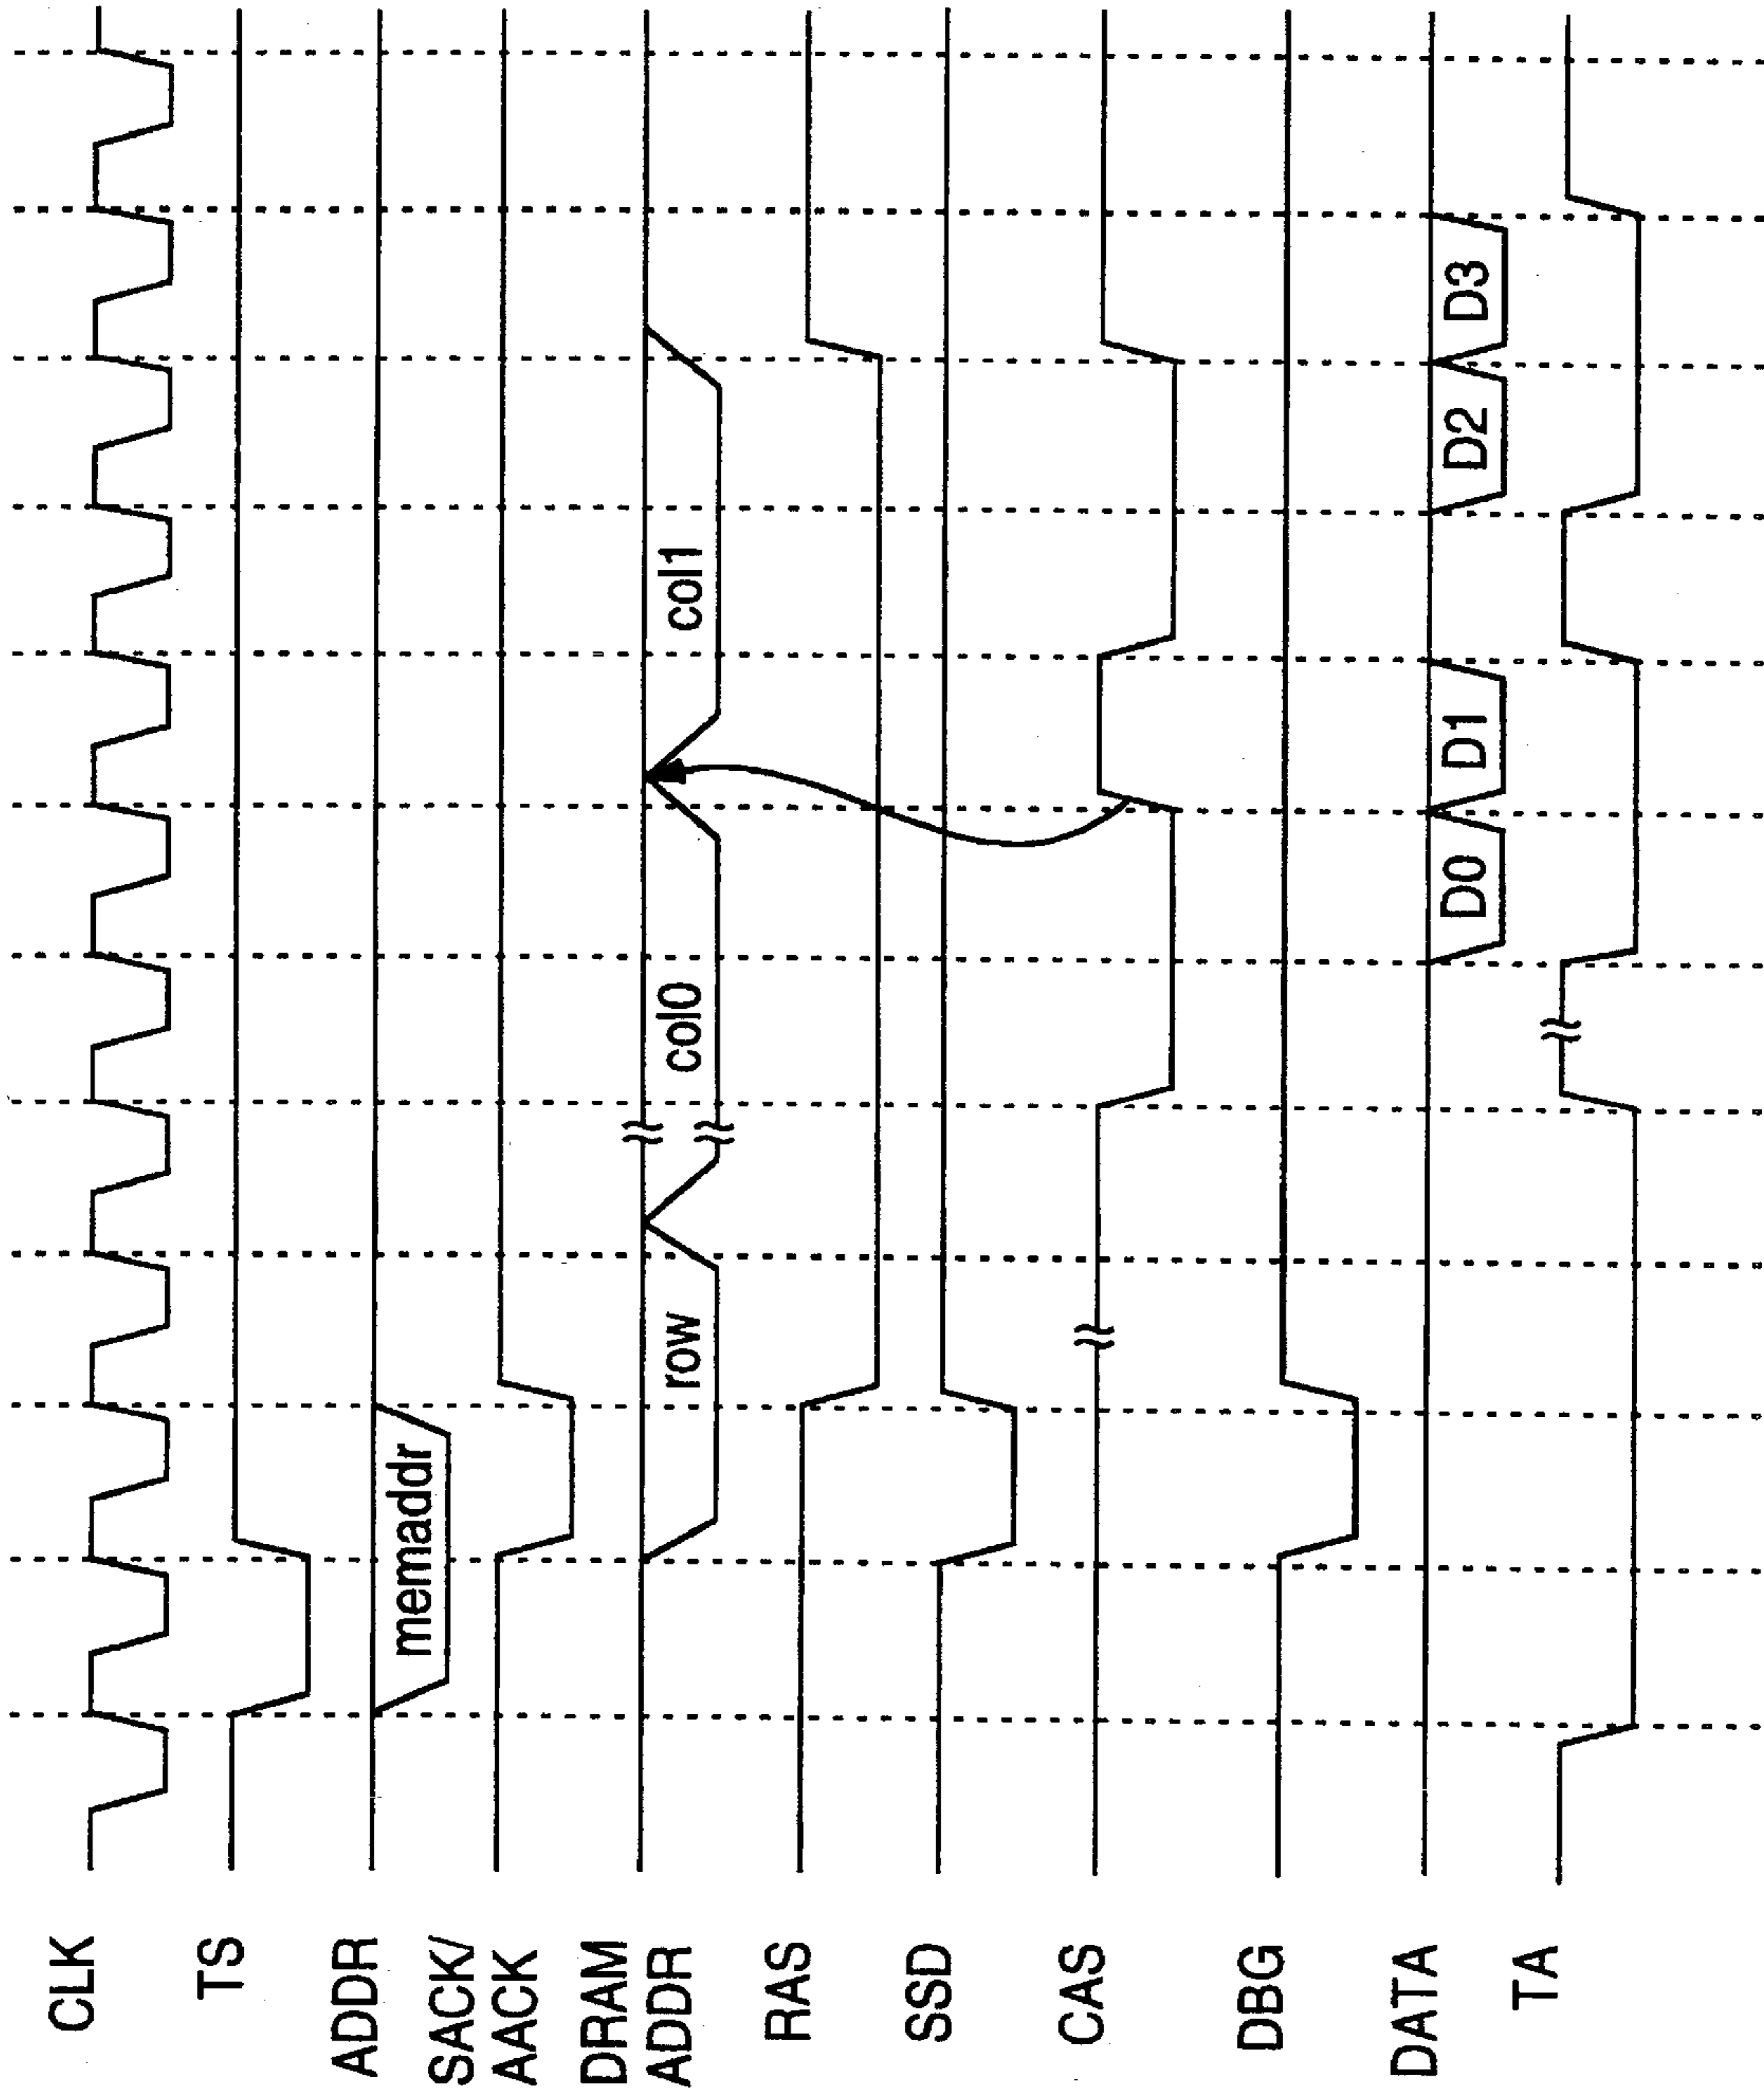 CLK
TS
ADDR
memaddr
SACK/
AACK
DRAM
ADDR
row
col0
col1
RAS
SSD
CAS
DBG
DATA
D0
D1
D2
D3
TA